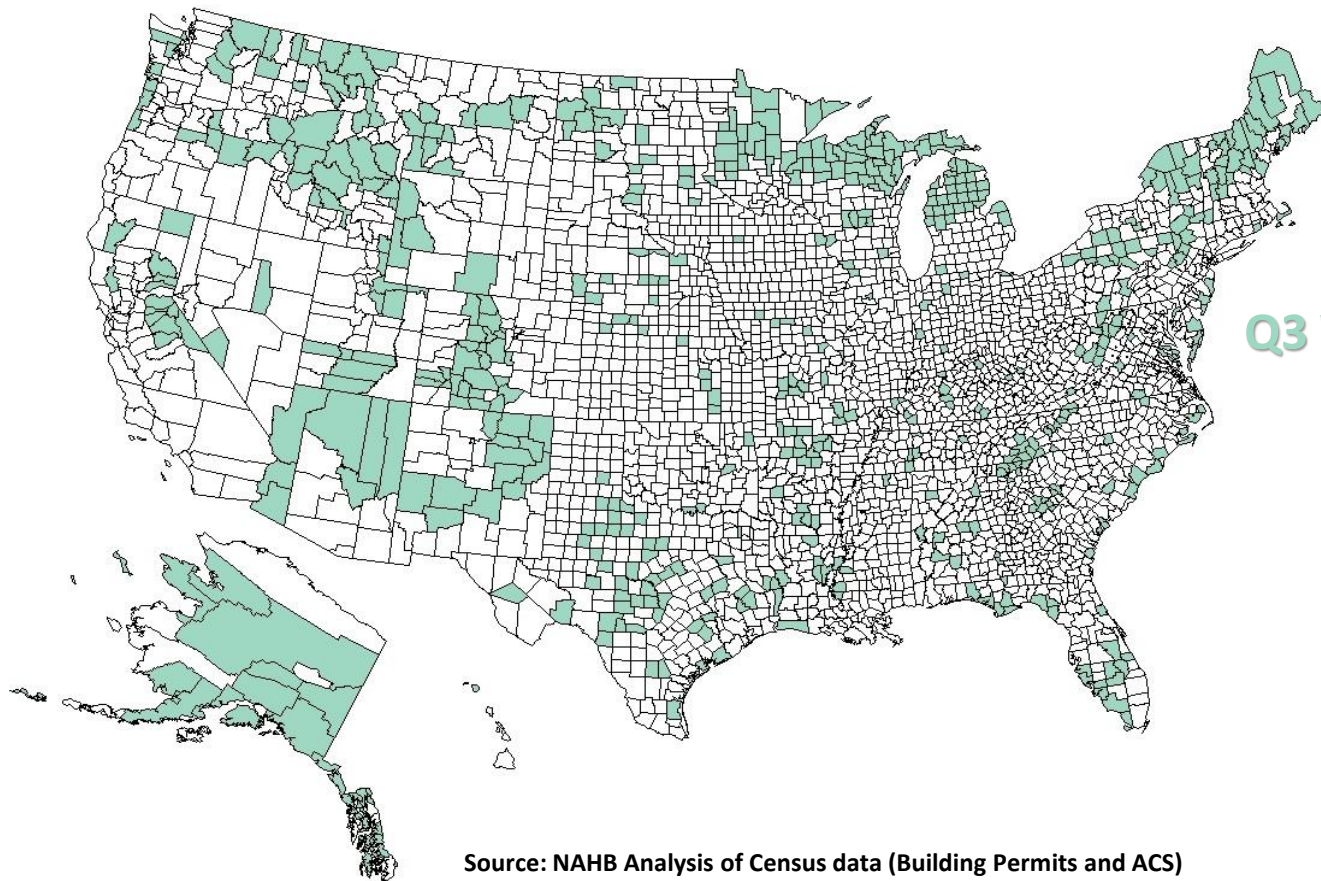 Q3
Source: NAHB Analysis of Census data (Building Permits and ACS)